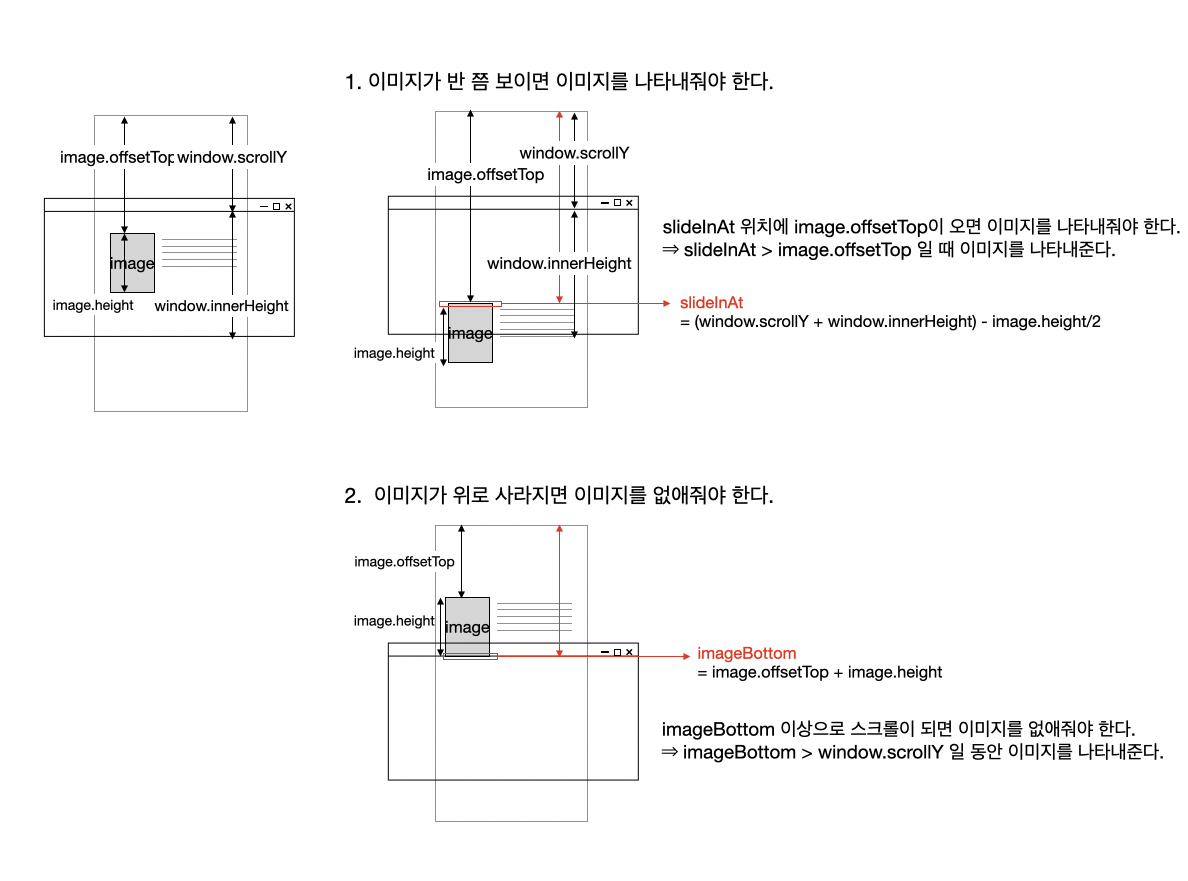 1. 이미지가 반 쯤 보이면 이미지를 나타내줘야 한다.
image.offsetTop
window.scrollY
image
image.height
window.innerHeight
window.scrollY
image.offsetTop
window.innerHeight
image
image.height
slideInAt 위치에 image.offsetTop이 오면 이미지를 나타내줘야 한다.
⇒ slideInAt > image.offsetTop 일 때 이미지를 나타내준다.
slideInAt
= (window.scrollY + window.innerHeight) - image.height/2
2. 이미지가 위로 사라지면 이미지를 없애줘야 한다.
image.offsetTop
image.height
image
imageBottom
= image.offsetTop + image.height
imageBottom 이상으로 스크롤이 되면 이미지를 없애줘야 한다.
⇒ imageBottom > window.scrollY 일 동안 이미지를 나타내준다.